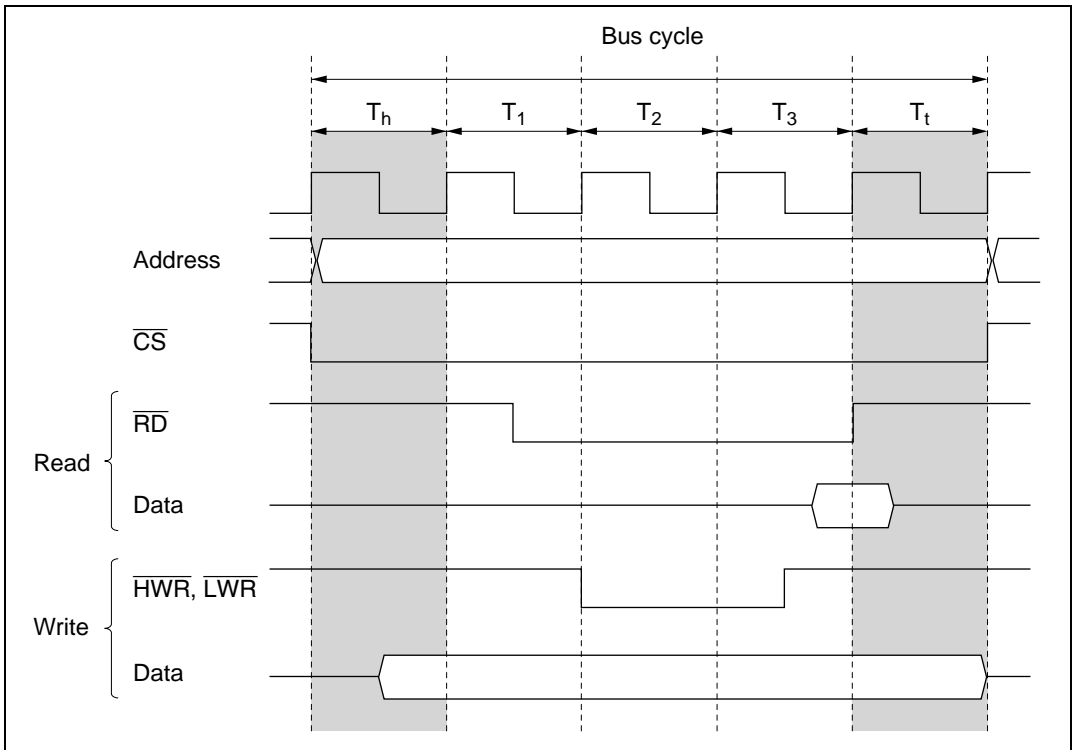 Bus cycle
Th T1 T2 T3 Tt
Address
CS
Read
RD
Data
Write
HWR, LWR
Data